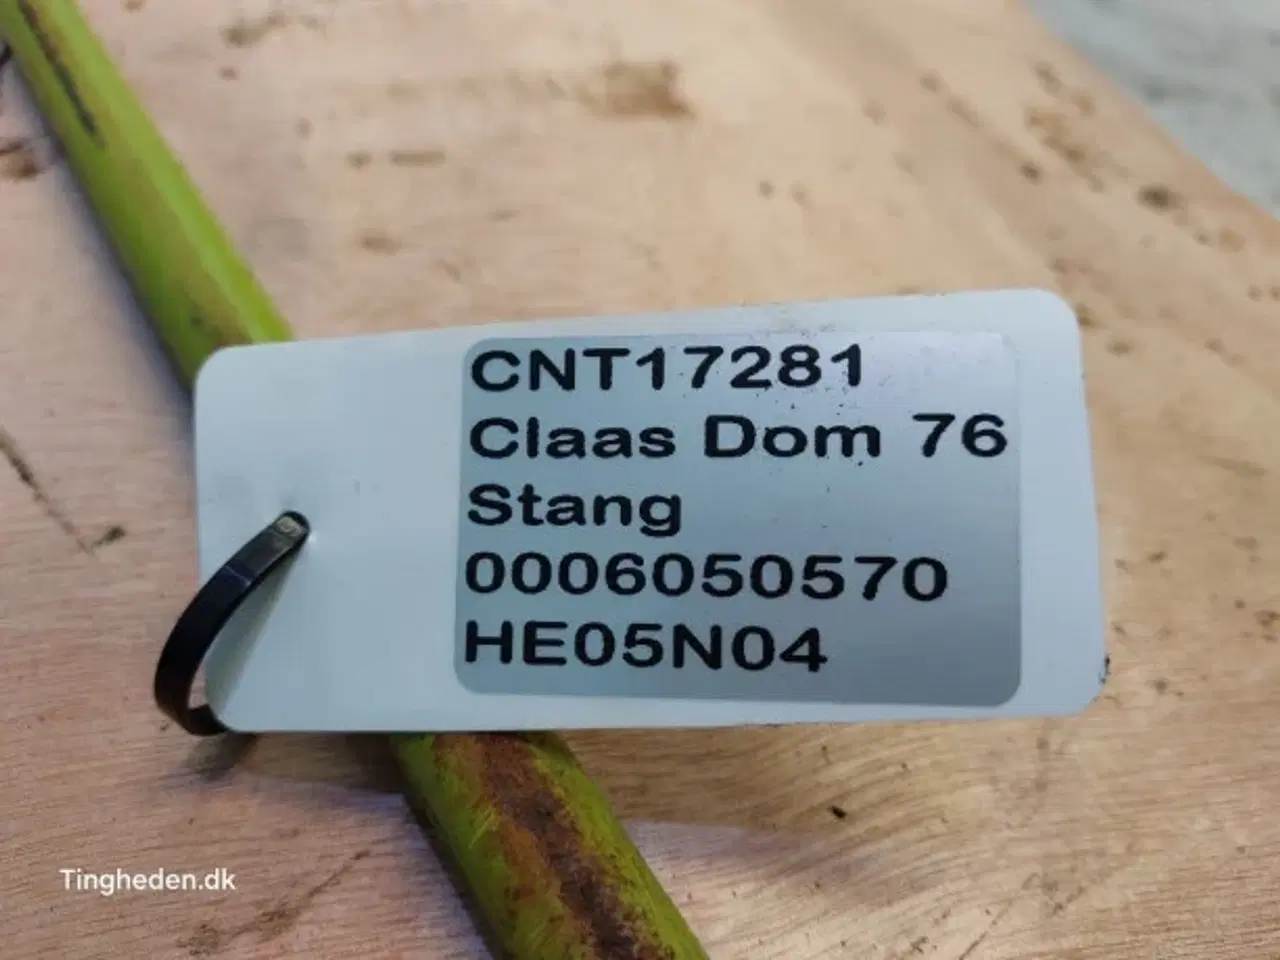 CNT17281
Claas Dom 76
Stang
0006050570
HE05N04
Tingheden.dk